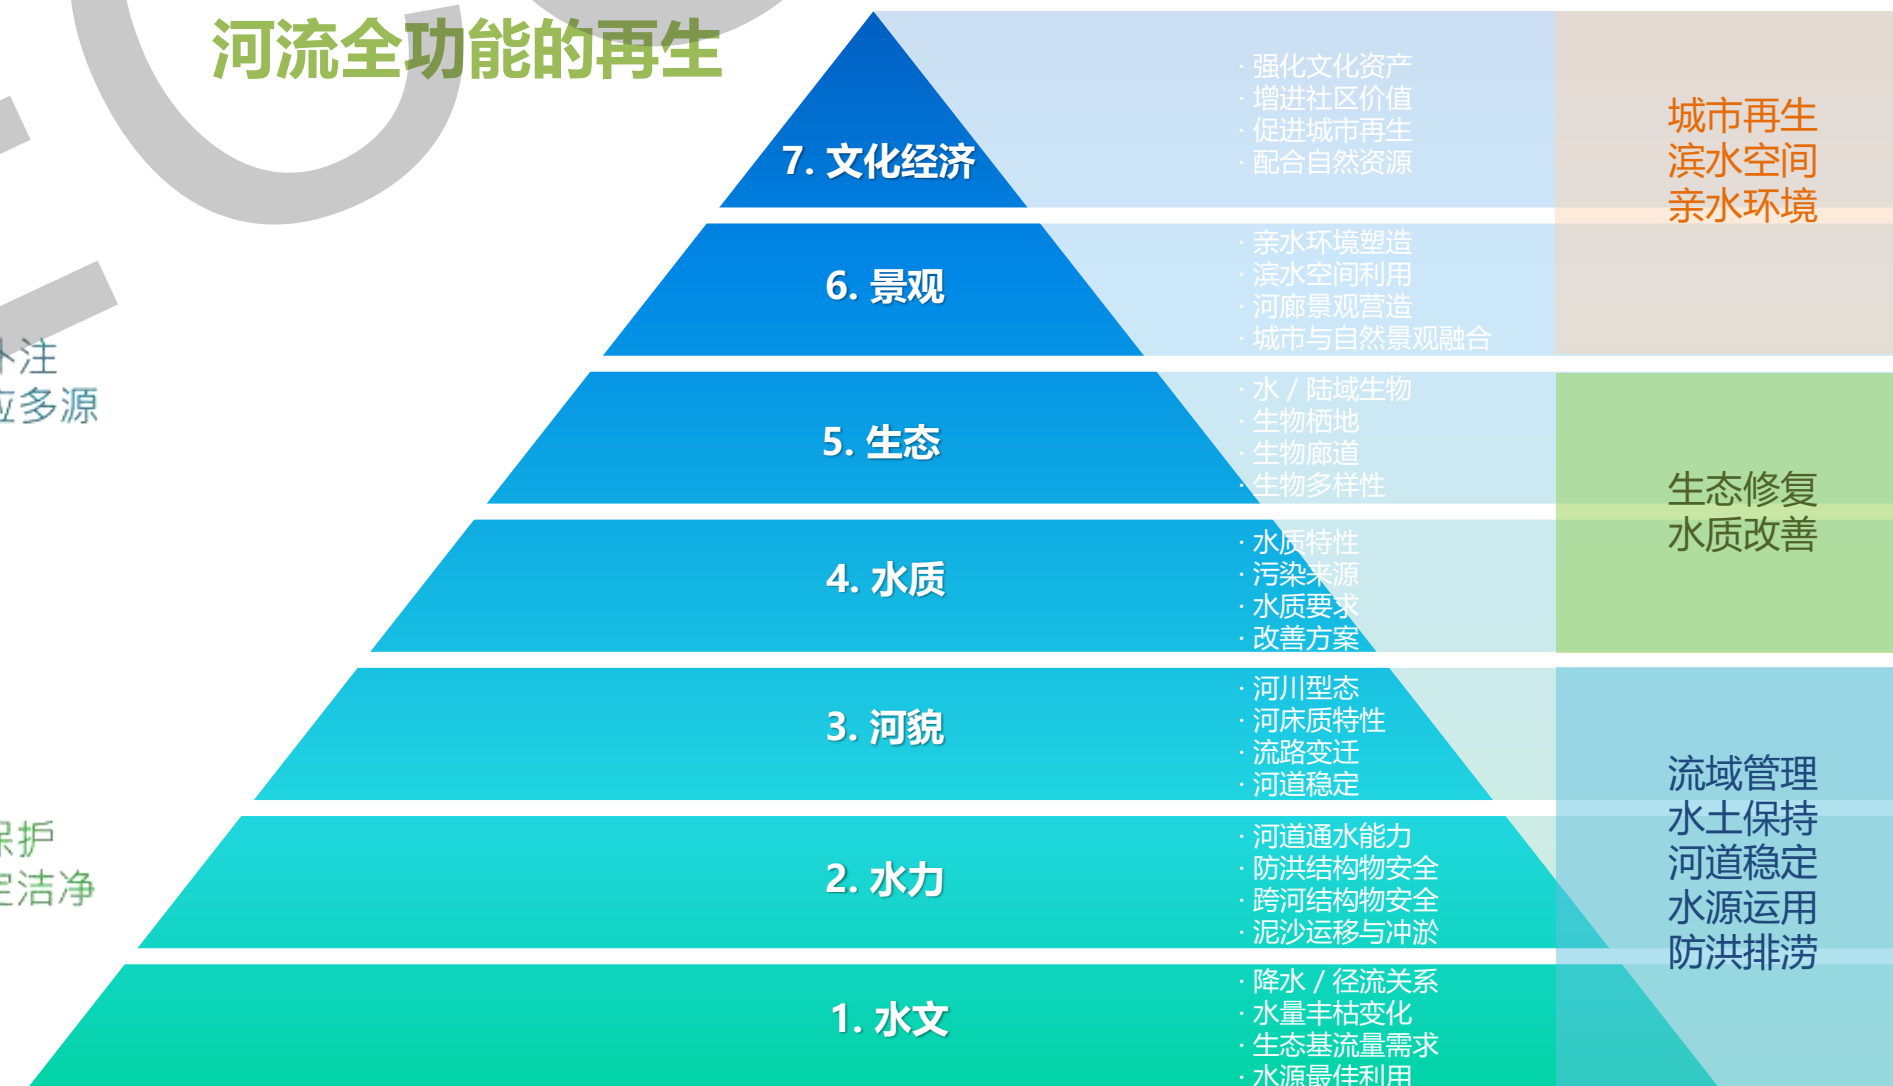 河流全功能的再生
7. 文化经济
· 强化文化资产
· 增进社区价值
· 促进城市再生
· 配合自然资源
城市再生
滨水空间
亲水环境
6. 景观
· 亲水环境塑造
· 滨水空间利用
· 河廊景观营造
· 城市与自然景观融合
注
多源
5. 生态
· 水 / 陆域生物
· 生物栖地
· 生物廊道
· 生物多样性
生态修复
水质改善
4. 水质
· 水质特性
· 污染来源
· 水质要求
· 改善方案
3. 河貌
· 河川型态
· 河床质特性
· 流路变迁
· 河道稳定
流域管理
水土保持
河道稳定
水源运用
防洪排涝
护
洁净
2. 水力
· 河道通水能力
· 防洪结构物安全
· 跨河结构物安全
· 泥沙运移与冲淤
1. 水文
· 降水 / 径流关系
· 水量丰枯变化
· 生态基流量需求
· 水源最佳利用